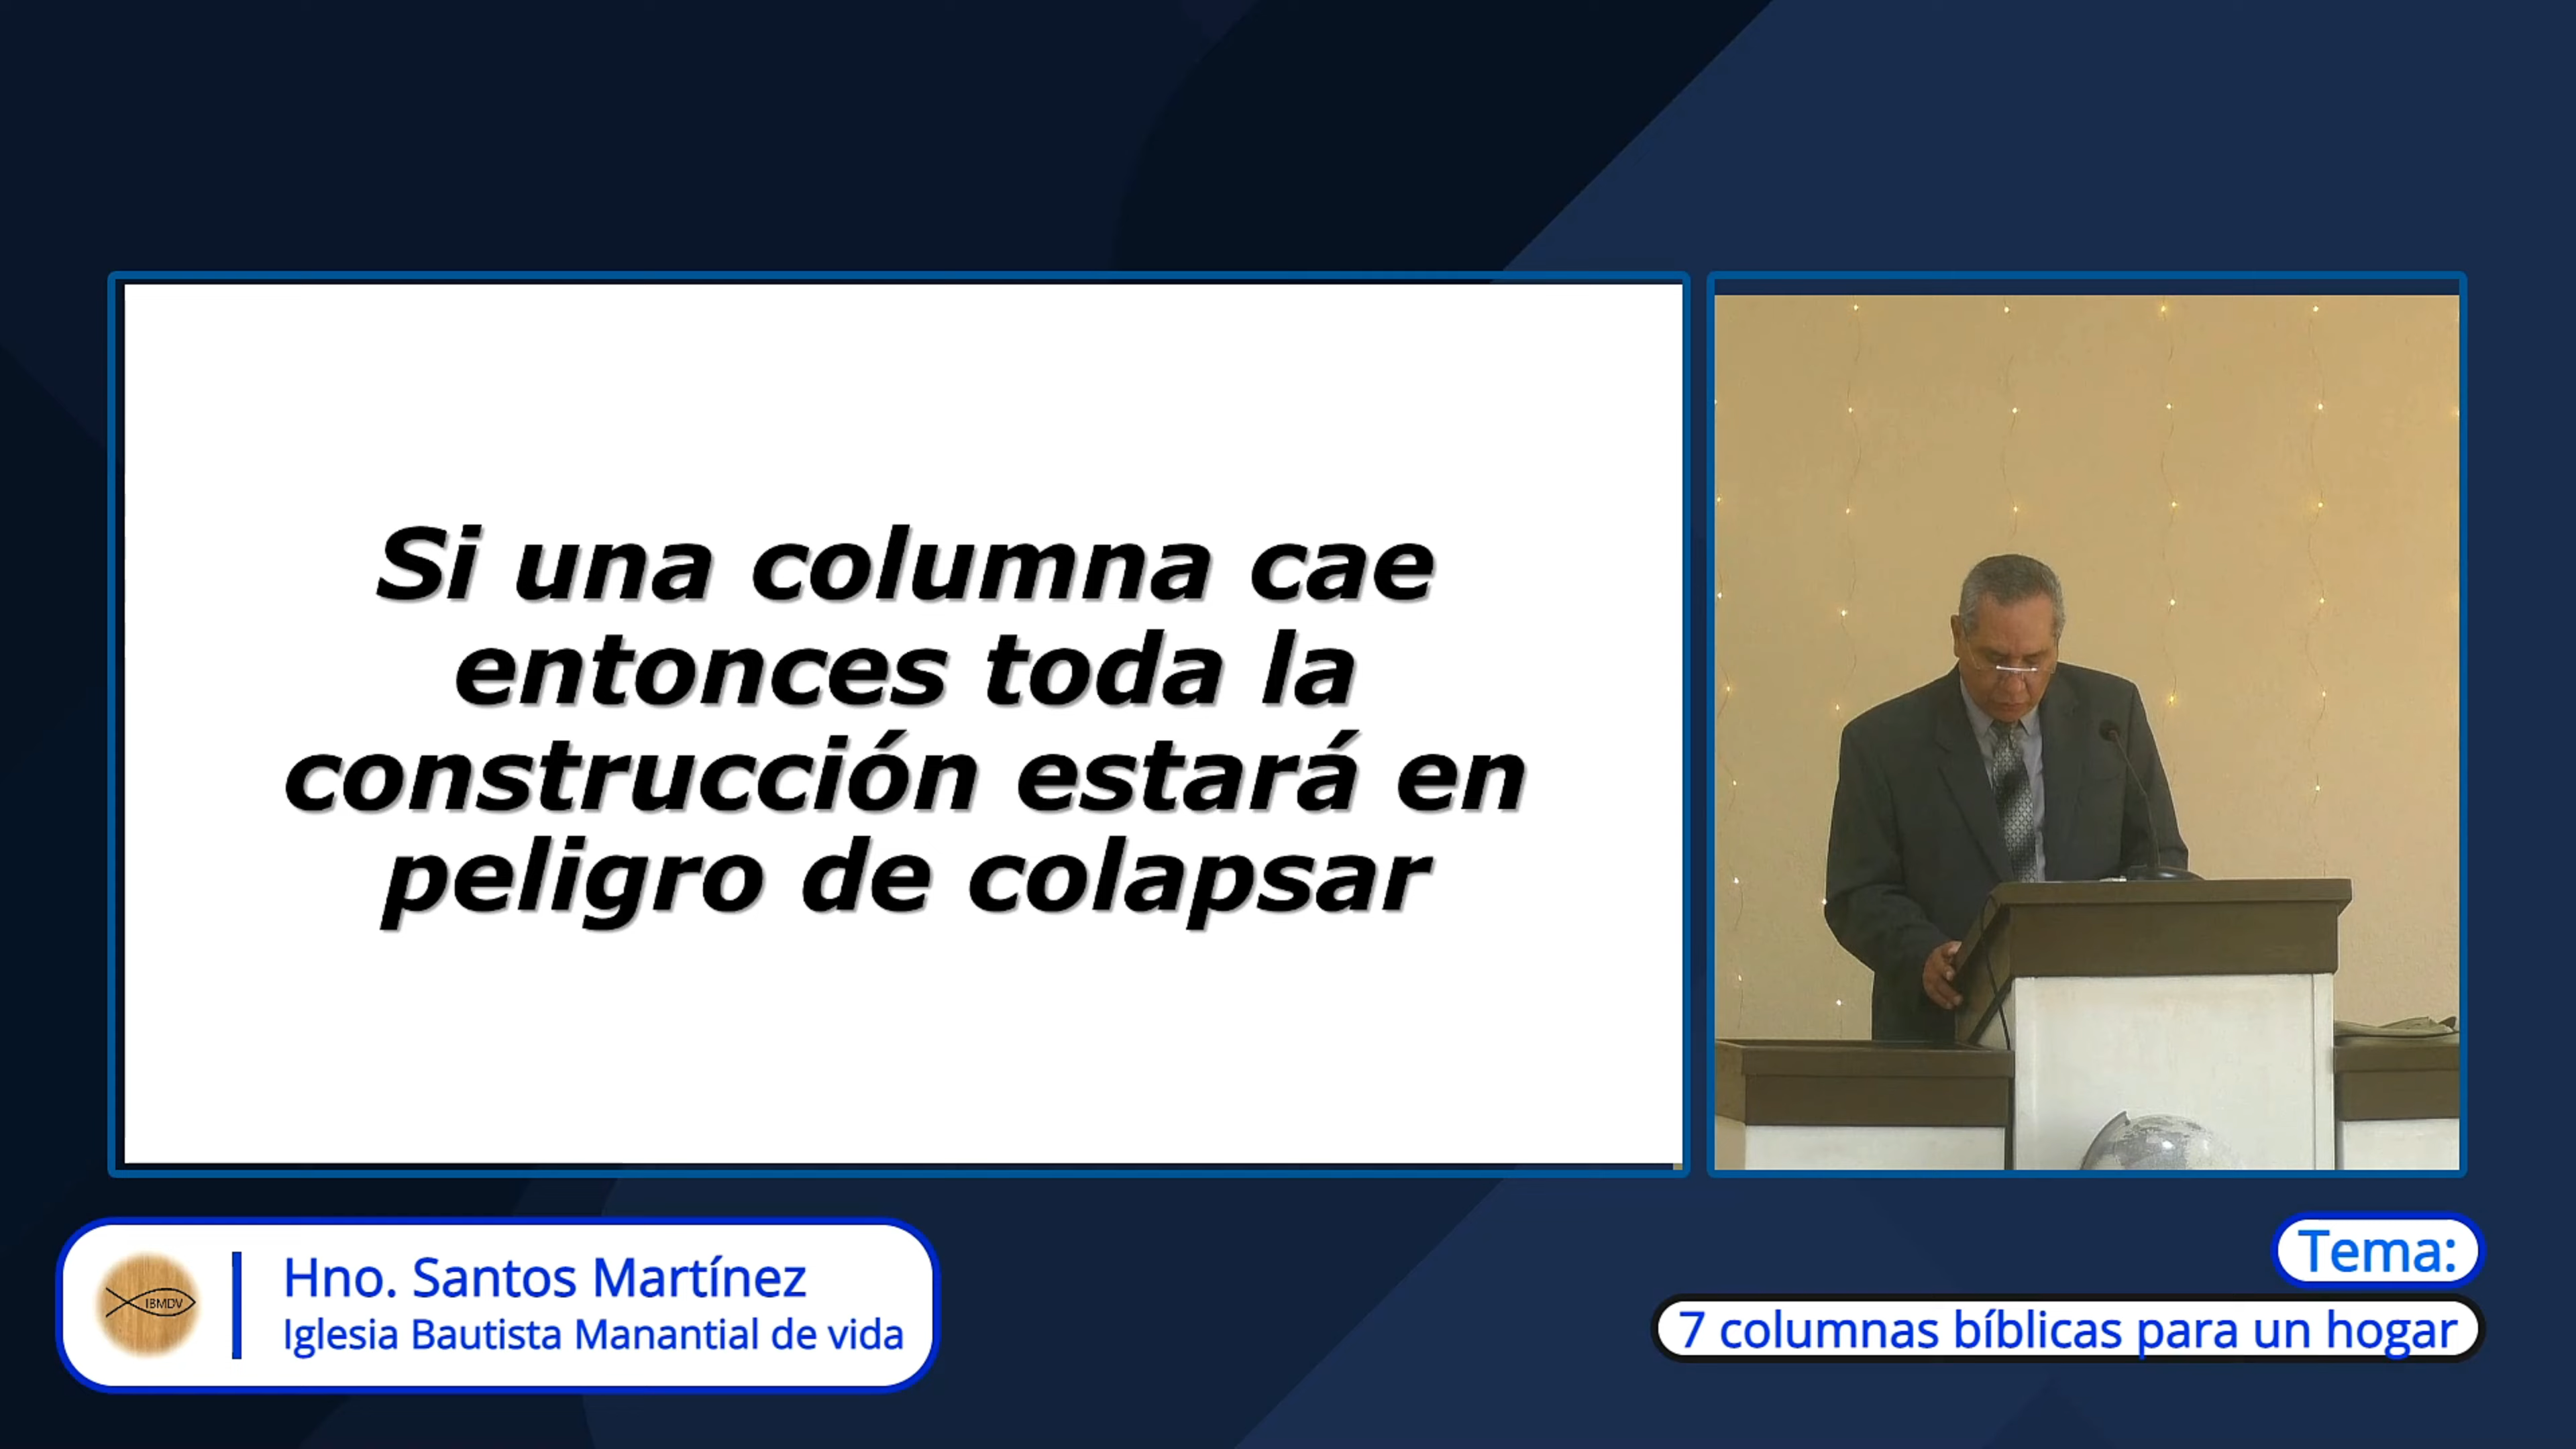 Si una columna cae
entonces toda la
construcción estará en
peligro de colapsar
IBMDV
Hno. Santos Martínez
Iglesia Bautista Manantial de vida
Tema:
7 columnas bíblicas para un hogar